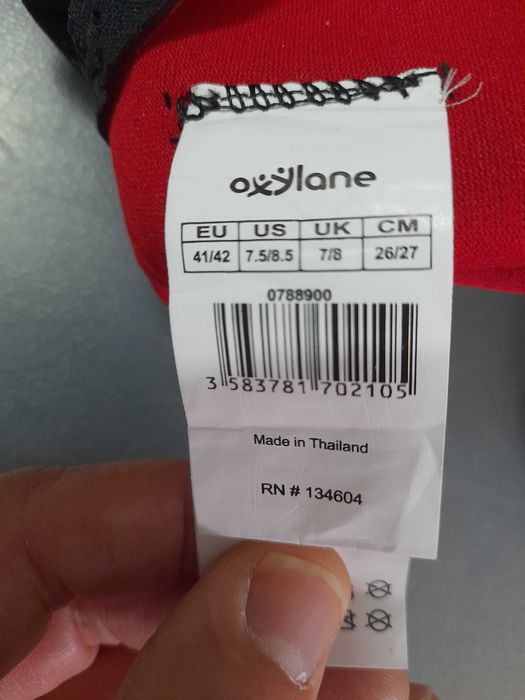 oxylane
EU US UK CM
41/42 7.5/8.5 7/8 26/27
0788900
3 583781 702105
Made in Thailand
RN # 134604